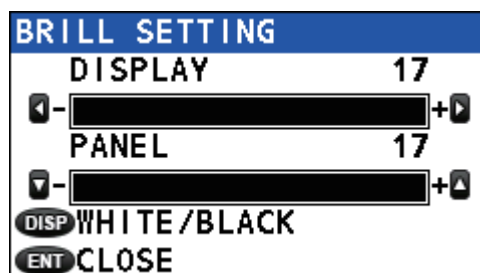 BRILL SETTING
DISPLAY 17
- +
PANEL 17
- +
DISP WHITE/BLACK
ENT CLOSE